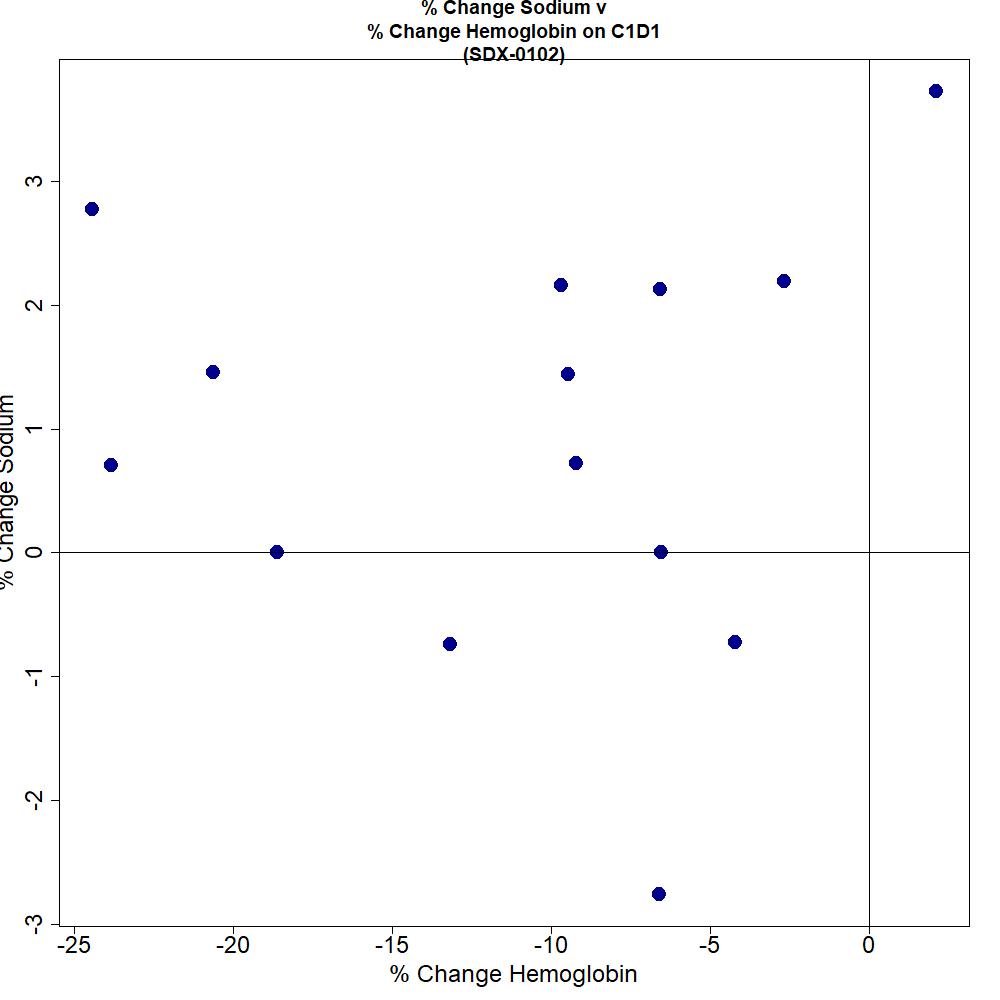 % Change Sodium v
% Change Hemoglobin on C1D1
(SDX-0102)
% Change Sodium
3
2
1
0
-1
-2
-3
-25 -20 -15 -10 -5 0
% Change Hemoglobin